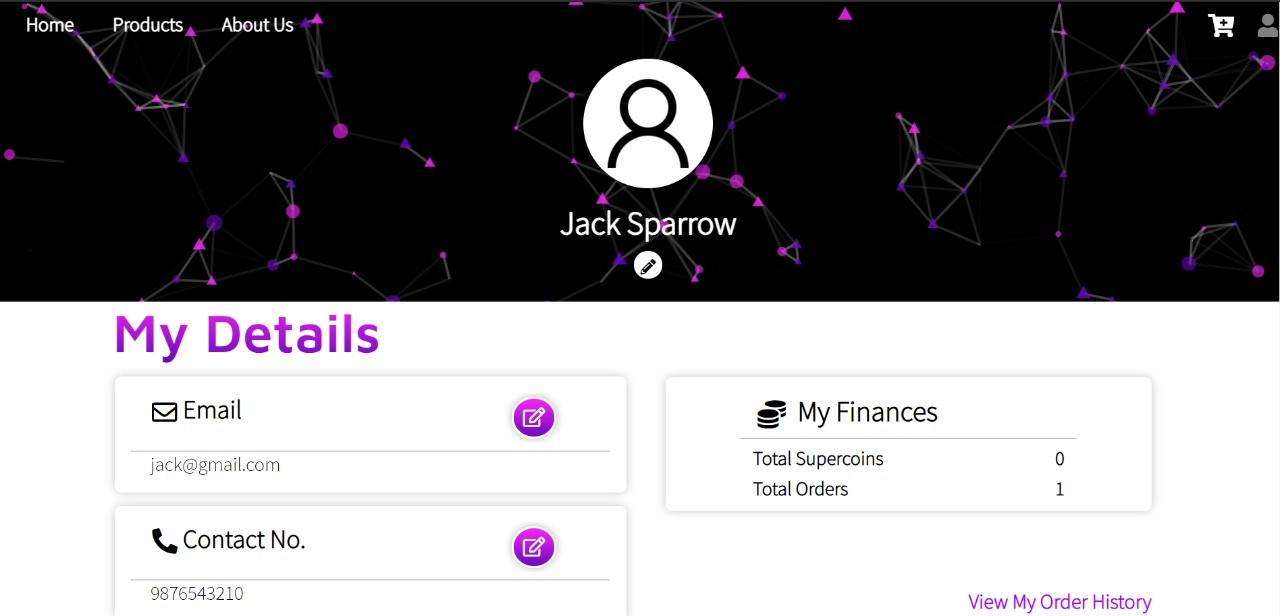 Home Products About Us
Jack Sparrow
My Details
Email
jack@gmail.com
Contact No.
9876543210
My Finances
Total Supercoins 0
Total Orders 1
View My Order History